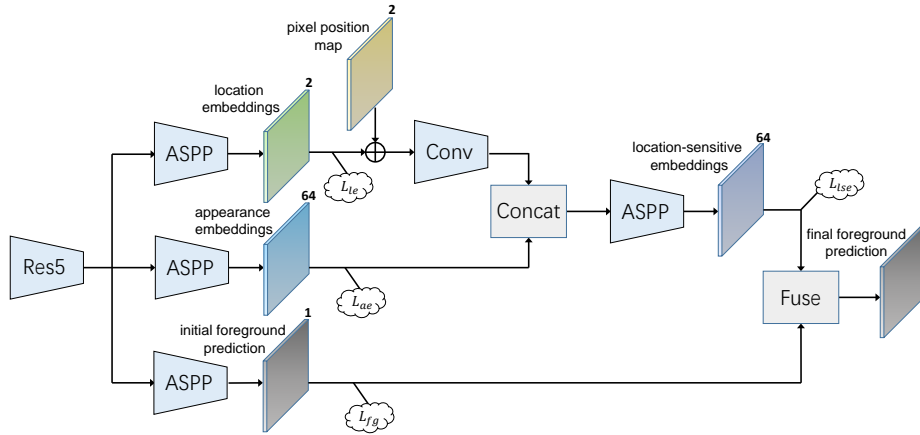 pixel position
map
2
location
embeddings
2
ASPP
L_le
Conv
location-sensitive
embeddings
64
L_lse
appearance
embeddings
64
Concat
ASPP
final foreground
prediction
Res5
ASPP
L_ae
Fuse
initial foreground
prediction
1
ASPP
L_fg